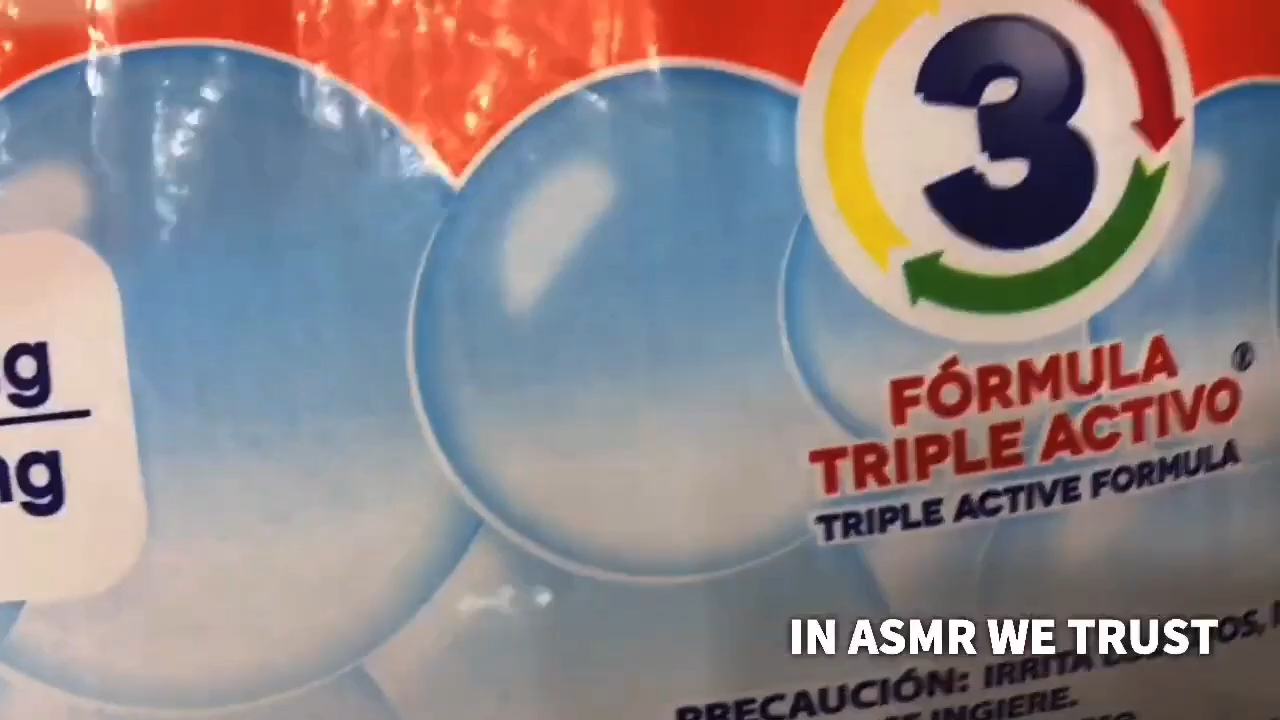 3
FÓRMULA
TRIPLE ACTIVO®
TRIPLE ACTIVE FORMULA
g
g
IN ASMR WE TRUST
PRECAUCIÓN: IRRITA
INGIERE.